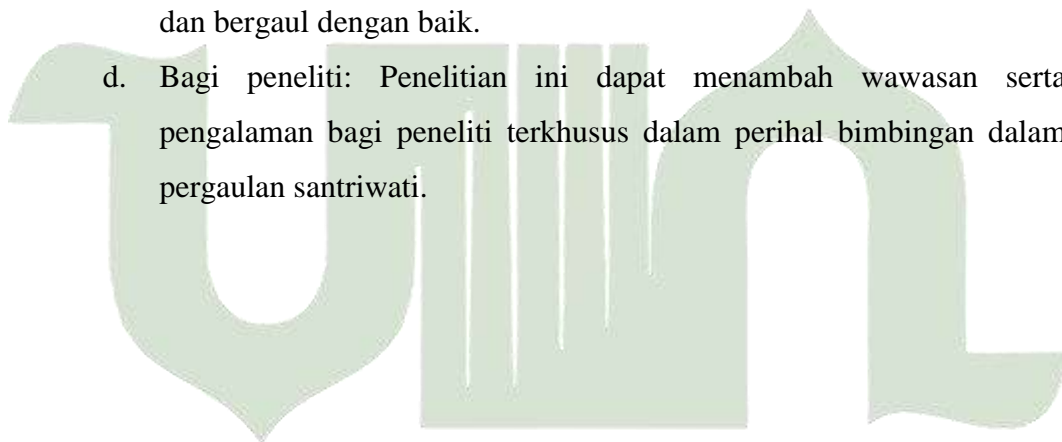 dan bergaul dengan baik.
d. Bagi peneliti: Penelitian ini dapat menambah wawasan serta
pengalaman bagi peneliti terkhusus dalam perihal bimbingan dalam
pergaulan santriwati.